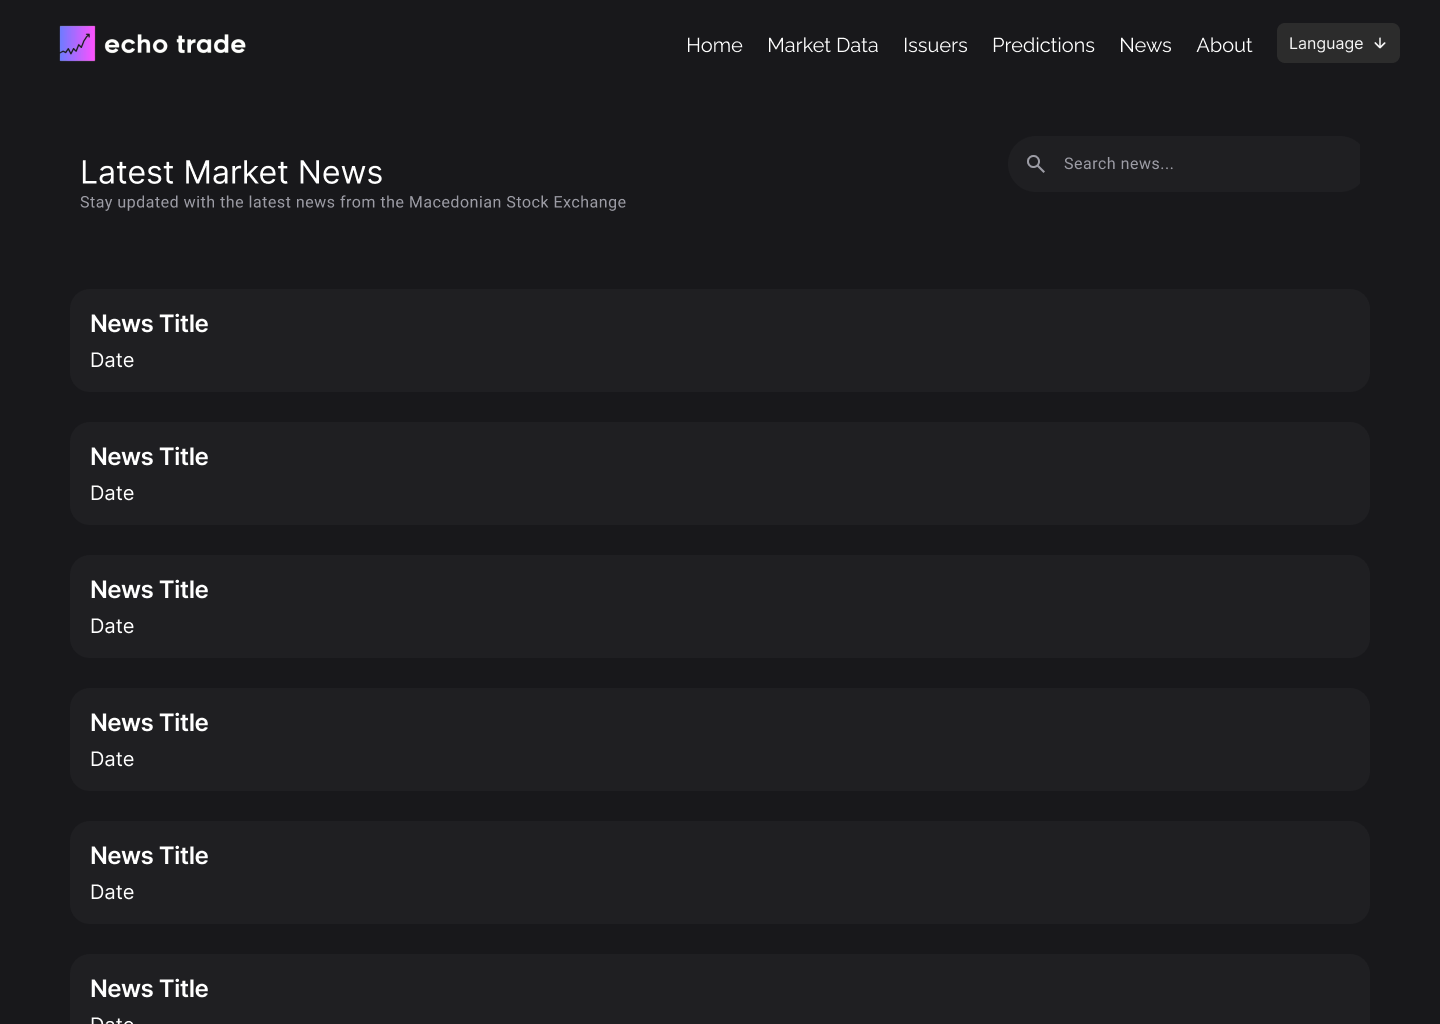 echo trade
Home Market Data Issuers Predictions News About Language
Latest Market News
Stay updated with the latest news from the Macedonian Stock Exchange
Search news...
News Title
Date
News Title
Date
News Title
Date
News Title
Date
News Title
Date
News Title
Date